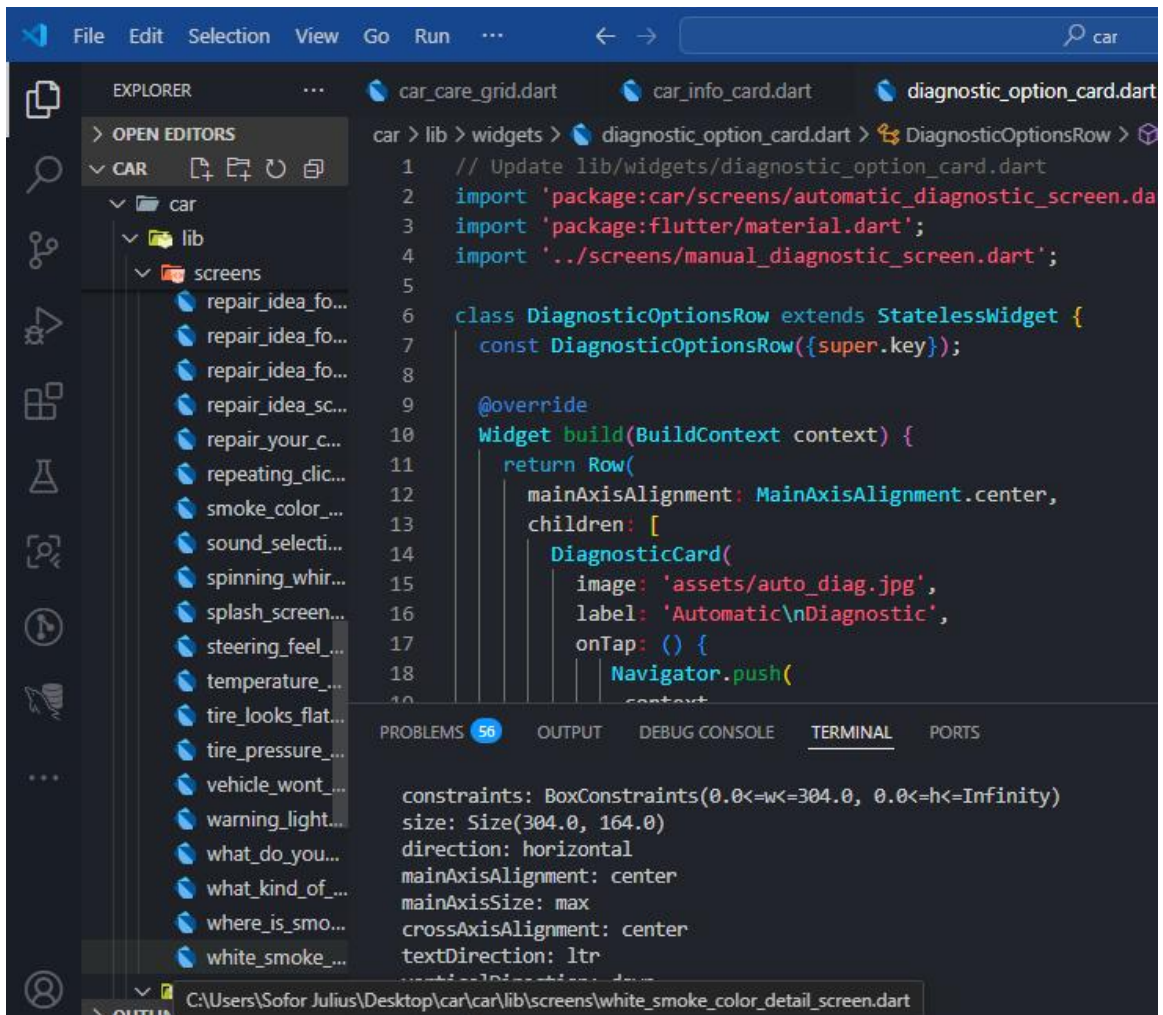 File Edit Selection View Go Run ··· ← → car
EXPLORER ···
OPEN EDITORS
CAR
car
lib
screens
repair_idea_fo...
repair_idea_fo...
repair_idea_fo...
repair_idea_sc...
repair_your_c...
repeating_clic...
smoke_color_...
sound_selecti...
spinning_whir...
splash_screen...
steering_feel_...
temperature_...
tire_looks_flat...
tire_pressure_...
vehicle_wont_...
warning_light...
what_do_you...
what_kind_of_...
where_is_smo...
white_smoke_...
car_care_grid.dart car_info_card.dart diagnostic_option_card.dart
car > lib > widgets > diagnostic_option_card.dart > DiagnosticOptionsRow >
1 // Update lib/widgets/diagnostic_option_card.dart
2 import 'package:car/screens/automatic_diagnostic_screen.da
3 import 'package:flutter/material.dart';
4 import '../screens/manual_diagnostic_screen.dart';
5
6 class DiagnosticOptionsRow extends StatelessWidget {
7 const DiagnosticOptionsRow({super.key});
8
9 @override
10 Widget build(BuildContext context) {
11 return Row(
12 mainAxisAlignment: MainAxisAlignment.center,
13 children: [
14 DiagnosticCard(
15 image: 'assets/auto_diag.jpg',
16 label: 'Automatic\nDiagnostic',
17 onTap: () {
18 Navigator.push(
PROBLEMS 56 OUTPUT DEBUG CONSOLE TERMINAL PORTS
constraints: BoxConstraints(0.0<=w<=304.0, 0.0<=h<=Infinity)
size: Size(304.0, 164.0)
direction: horizontal
mainAxisAlignment: center
mainAxisSize: max
crossAxisAlignment: center
textDirection: ltr
C:\Users\Sofor Julius\Desktop\car\car\lib\screens\white_smoke_color_detail_screen.dart